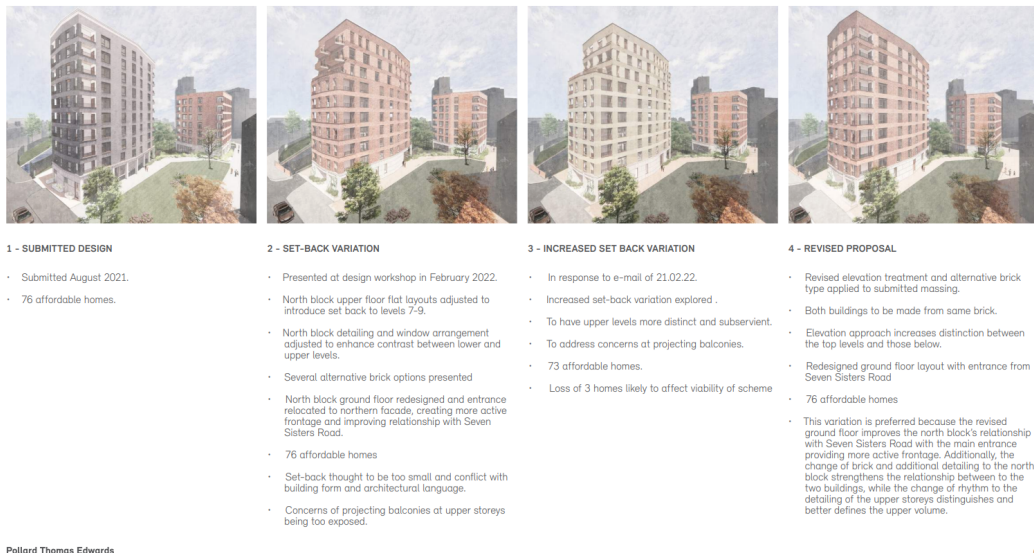 1 - SUBMITTED DESIGN
• Submitted August 2021.
• 76 affordable homes.
2 - SET-BACK VARIATION
• Presented at design workshop in February 2022.
• North block upper floor flat layouts adjusted to
introduce set back to levels 7-9.
• North block detailing and window arrangement
adjusted to enhance contrast between lower and
upper levels.
• Several alternative brick options presented
• North block ground floor redesigned and entrance
relocated to northern facade, creating more active
frontage and improving relationship with Seven
Sisters Road.
• 76 affordable homes
• Set-back thought to be too small and conflict with
building form and architectural language.
• Concerns of projecting balconies at upper storeys
being too exposed.
3 - INCREASED SET BACK VARIATION
• In response to e-mail of 21.02.22.
• Increased set-back variation explored .
• To have upper levels more distinct and subservient.
• To address concerns at projecting balconies.
• 73 affordable homes.
• Loss of 3 homes likely to affect viability of scheme
4 - REVISED PROPOSAL
• Revised elevation treatment and alternative brick
type applied to submitted massing.
• Both buildings to be made from same brick.
• Elevation approach increases distinction between
the top levels and those below.
• Redesigned ground floor layout with entrance from
Seven Sisters Road
• 76 affordable homes
• This variation is preferred because the revised
ground floor improves the north block's relationship
with Seven Sisters Road with the main entrance
providing more active frontage. Additionally, the
change of brick and additional detailing to the north
block strengthens the relationship between to the
two buildings, while the change of rhythm to the
detailing of the upper storeys distinguishes and
better defines the upper volume.
Pollard Thomas Edwards